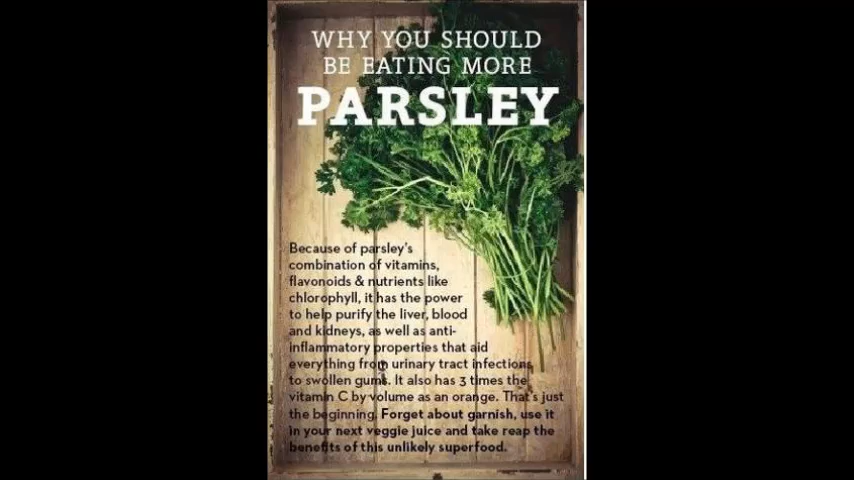 WHY YOU SHOULD
BE EATING MORE
PARSLEY
Because of parsley's
combination of vitamins,
flavonoids & nutrients like
chlorophyll, it has the power
to help purify the liver, blood
and kidneys, as well as anti-
inflammatory properties that aid
everything from urinary tract infections
to swollen gums. It also has 3 times the
vitamin C by volume as an orange. That's just
the beginning. Forget about garnish, use it
in your next veggie juice and take reap the
benefits of this unlikely superfood.